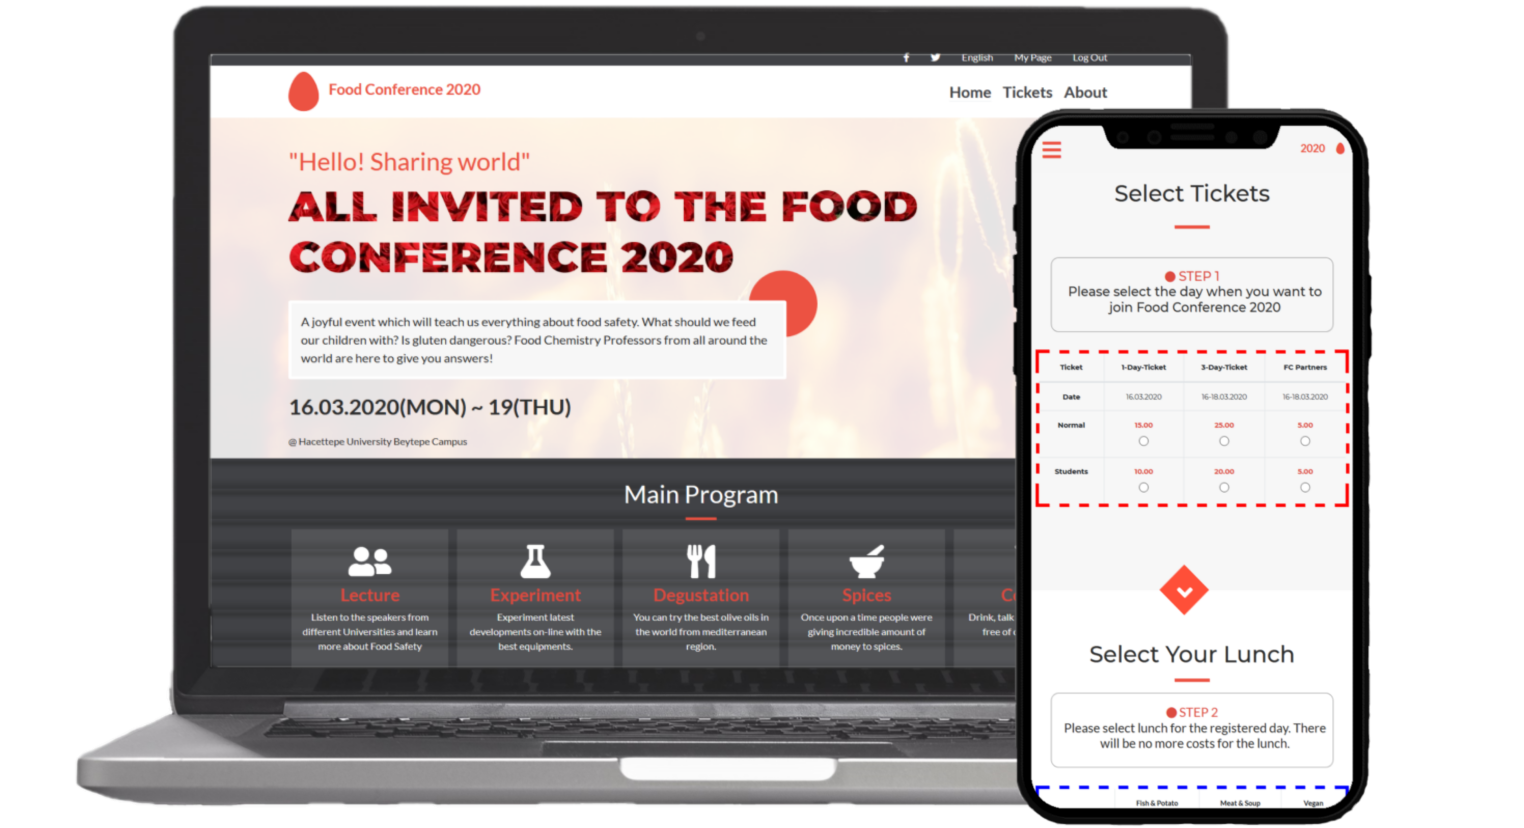 English My Page Log Out
Food Conference 2020
Home Tickets About
"Hello! Sharing world"
ALL INVITED TO THE FOOD
CONFERENCE 2020
A joyful event which will teach us everything about food safety. What should we feed
our children with? Is gluten dangerous? Food Chemistry Professors from all around the
world are here to give you answers!
16.03.2020(MON) ~ 19(THU)
@ Hacettepe University Beytepe Campus
Main Program
Lecture
Listen to the speakers from
different Universities and learn
more about Food Safety
Experiment
Experiment latest
developments on-line with the
best equipments.
Degustation
You can try the best olive oils in
the world from mediterranean
region.
Spices
Once upon a time people were
giving incredible amount of
money to spices.
Drink, talk
free of
2020
Select Tickets
STEP 1
Please select the day when you want to
join Food Conference 2020
Ticket 1-Day-Ticket 3-Day-Ticket FC Partners
Date 16.03.2020 16-18.03.2020 16-18.03.2020
Normal 15.00 25.00 5.00
Students 10.00 20.00 5.00
Select Your Lunch
STEP 2
Please select lunch for the registered day. There
will be no more costs for the lunch.
Fish & Potato Meat & Soup Vegan